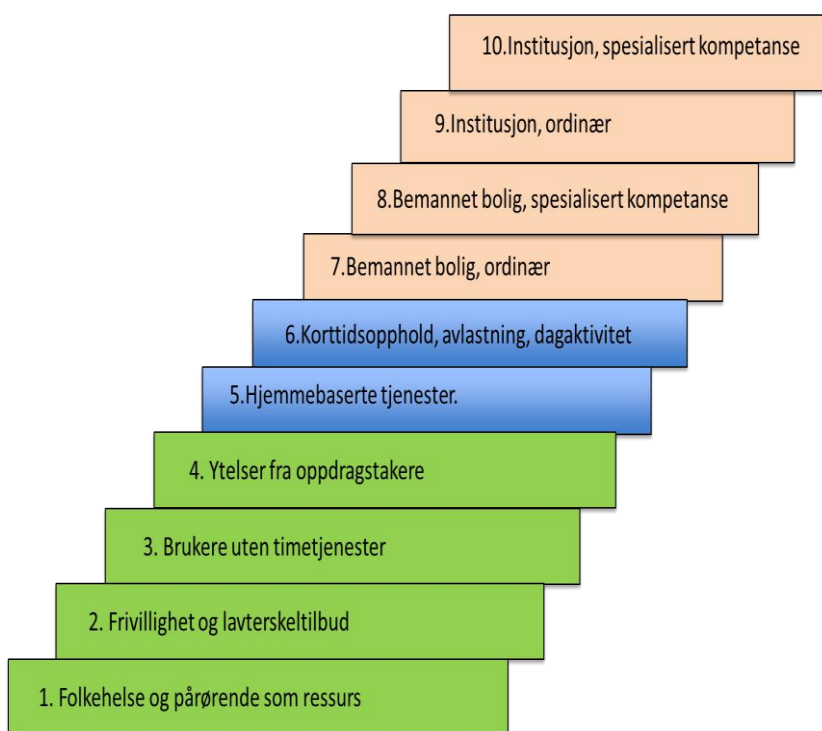 10.Institusjon, spesialisert kompetanse
9.Institusjon, ordinær
8.Bemannet bolig, spesialisert kompetanse
7.Bemannet bolig, ordinær
6.Korttidsopphold, avlastning, dagaktivitet
5.Hjemmebaserte tjenester.
4. Ytelser fra oppdragstakere
3. Brukere uten timetjenester
2. Frivillighet og lavterskeltilbud
1. Folkehelse og pårørende som ressurs